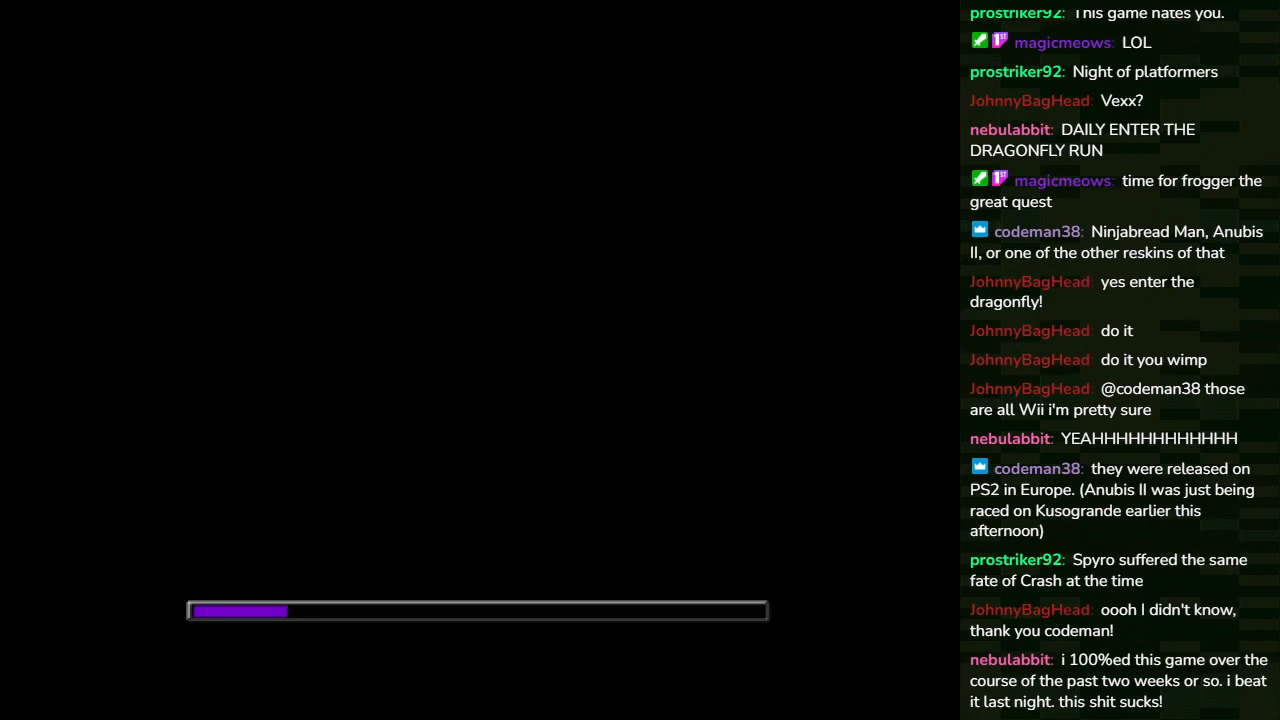 prostriker92: This game hates you.
magicmeows: LOL
prostriker92: Night of platformers
JohnnyBagHead: Vexx?
nebulabbit: DAILY ENTER THE
DRAGONFLY RUN
magicmeows: time for frogger the
great quest
codeman38: Ninjabread Man, Anubis
II, or one of the other reskins of that
JohnnyBagHead: yes enter the
dragonfly!
JohnnyBagHead: do it
JohnnyBagHead: do it you wimp
JohnnyBagHead: @codeman38 those
are all Wii i'm pretty sure
nebulabbit: YEAHHHHHHHHHHHH
codeman38: they were released on
PS2 in Europe. (Anubis II was just being
raced on Kusogrande earlier this
afternoon)
prostriker92: Spyro suffered the same
fate of Crash at the time
JohnnyBagHead: oooh I didn't know,
thank you codeman!
nebulabbit: i 100%ed this game over the
course of the past two weeks or so. i beat
it last night. this shit sucks!